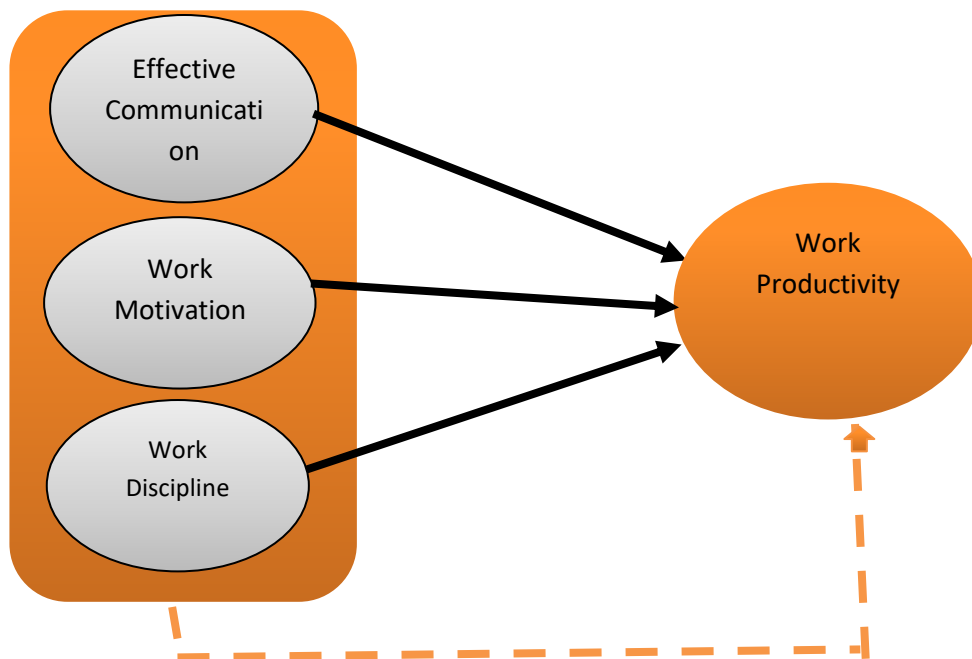 Effective
Communicati
on
Work
Motivation
Work
Discipline
Work
Productivity